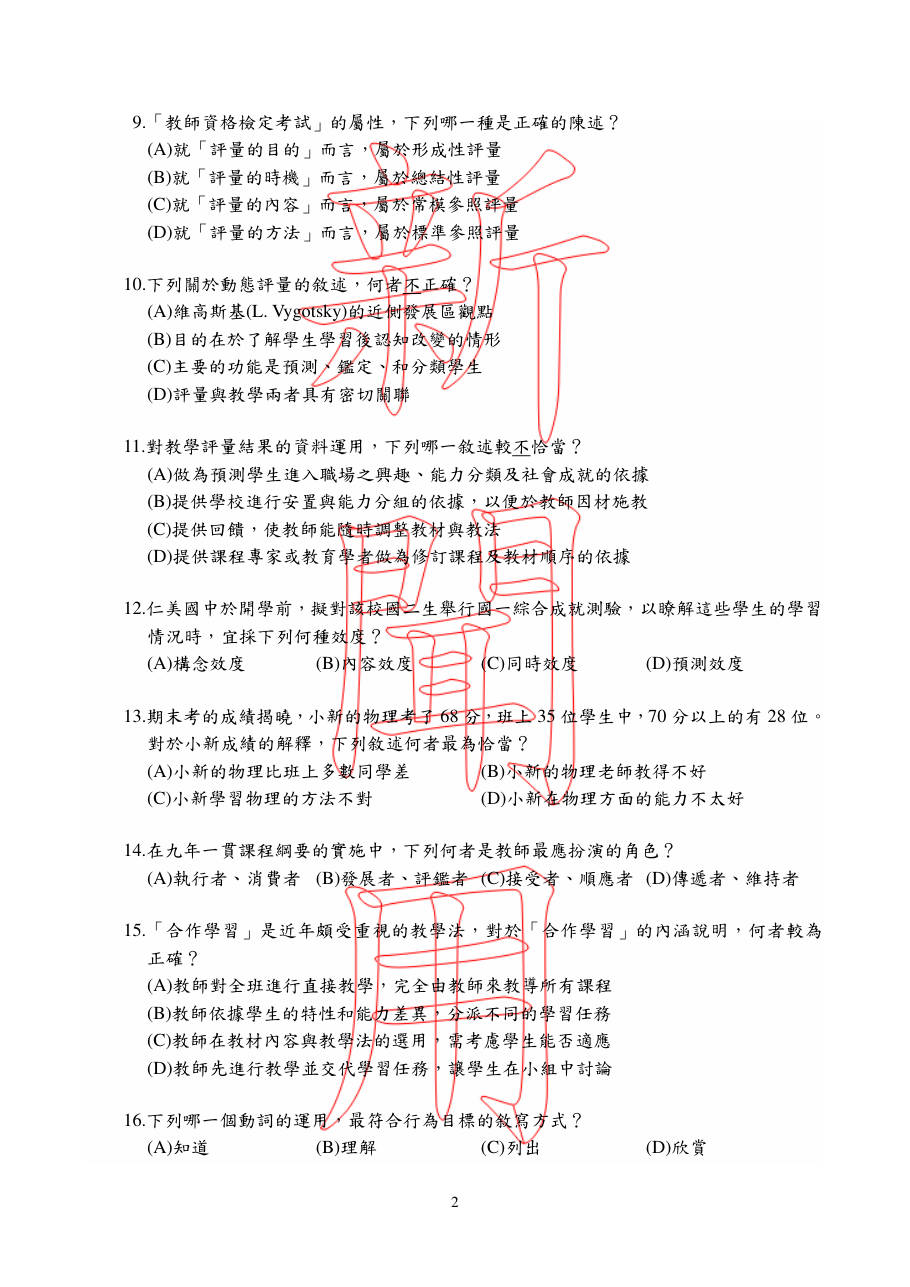 9.「教師資格檢定考試」的屬性，下列哪一種是正確的陳述？
(A)就「評量的目的」而言，屬於形成性評量
(B)就「評量的時機」而言，屬於總結性評量
(C)就「評量的內容」而言，屬於常模參照評量
(D)就「評量的方法」而言，屬於標準參照評量
10.下列關於動態評量的敘述，何者不正確？
(A)維高斯基(L. Vygotsky)的近側發展區觀點
(B)目的在於了解學生學習後認知改變的情形
(C)主要的功能是預測、鑑定、和分類學生
(D)評量與教學兩者具有密切關聯
11.對教學評量結果的資料運用，下列哪一敘述較不恰當？
(A)做為預測學生進入職場之興趣、能力分類及社會成就的依據
(B)提供學校進行安置與能力分組的依據，以便於教師因材施教
(C)提供回饋，使教師能隨時調整教材與教法
(D)提供課程專家或教育學者做為修訂課程及教材順序的依據
12.仁美國中於開學前，擬對該校國二生舉行國一綜合成就測驗，以瞭解這些學生的學習
情況時，宜採下列何種效度？
(A)構念效度 (B)內容效度 (C)同時效度 (D)預測效度
13.期末考的成績揭曉，小新的物理考了 68 分，班上 35 位學生中，70 分以上的有 28 位。
對於小新成績的解釋，下列敘述何者最為恰當？
(A)小新的物理比班上多數同學差 (B)小新的物理老師教得不好
(C)小新學習物理的方法不對 (D)小新在物理方面的能力不太好
14.在九年一貫課程綱要的實施中，下列何者是教師最應扮演的角色？
(A)執行者、消費者 (B)發展者、評鑑者 (C)接受者、順應者 (D)傳遞者、維持者
15.「合作學習」是近年頗受重視的教學法，對於「合作學習」的內涵說明，何者較為
正確？
(A)教師對全班進行直接教學，完全由教師來教導所有課程
(B)教師依據學生的特性和能力差異，分派不同的學習任務
(C)教師在教材內容與教學法的選用，需考慮學生能否適應
(D)教師先進行教學並交代學習任務，讓學生在小組中討論
16.下列哪一個動詞的運用，最符合行為目標的敘寫方式？
(A)知道 (B)理解 (C)列出 (D)欣賞
2
新聞用